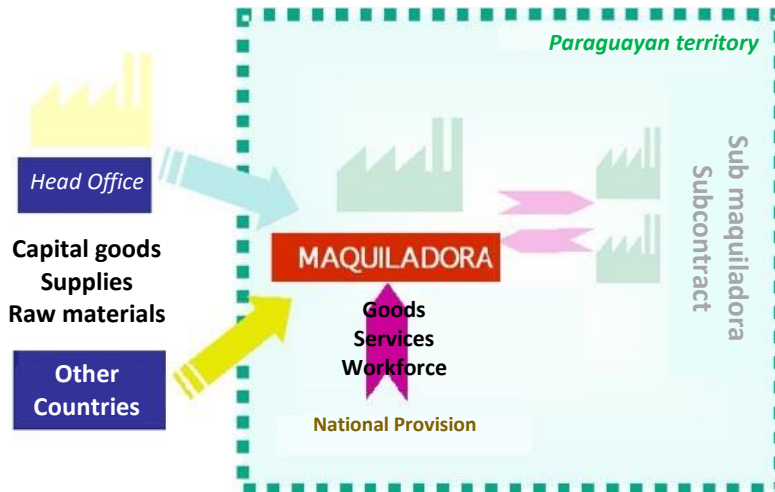 Paraguayan territory
Head Office
Capital goods
Supplies
Raw materials
Other
Countries
MAQUILADORA
Goods
Services
Workforce
National Provision
Sub maquiladora
Subcontract